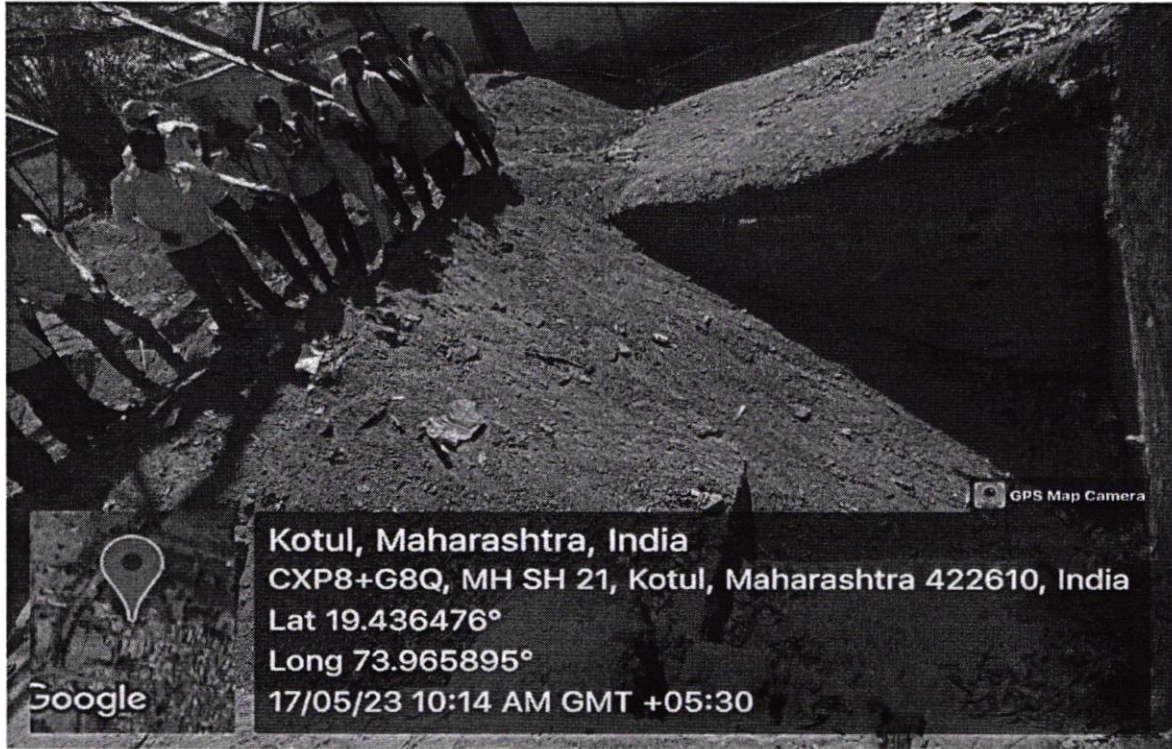 GPS Map Camera
Kotul, Maharashtra, India
CXP8+G8Q, MH SH 21, Kotul, Maharashtra 422610, India
Lat 19.436476°
Long 73.965895°
17/05/23 10:14 AM GMT +05:30
Google